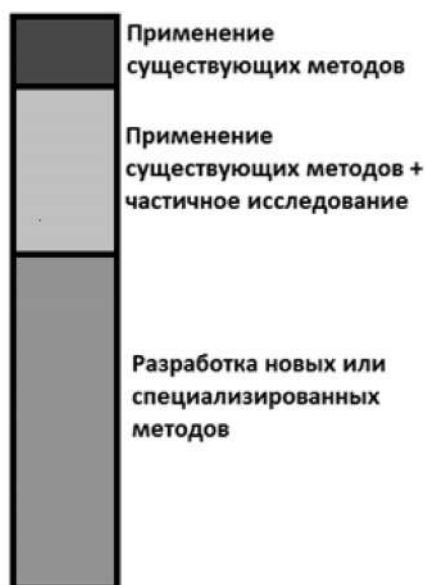 Применение
существующих методов
Применение
существующих методов +
частичное исследование
Разработка новых или
специализированных
методов